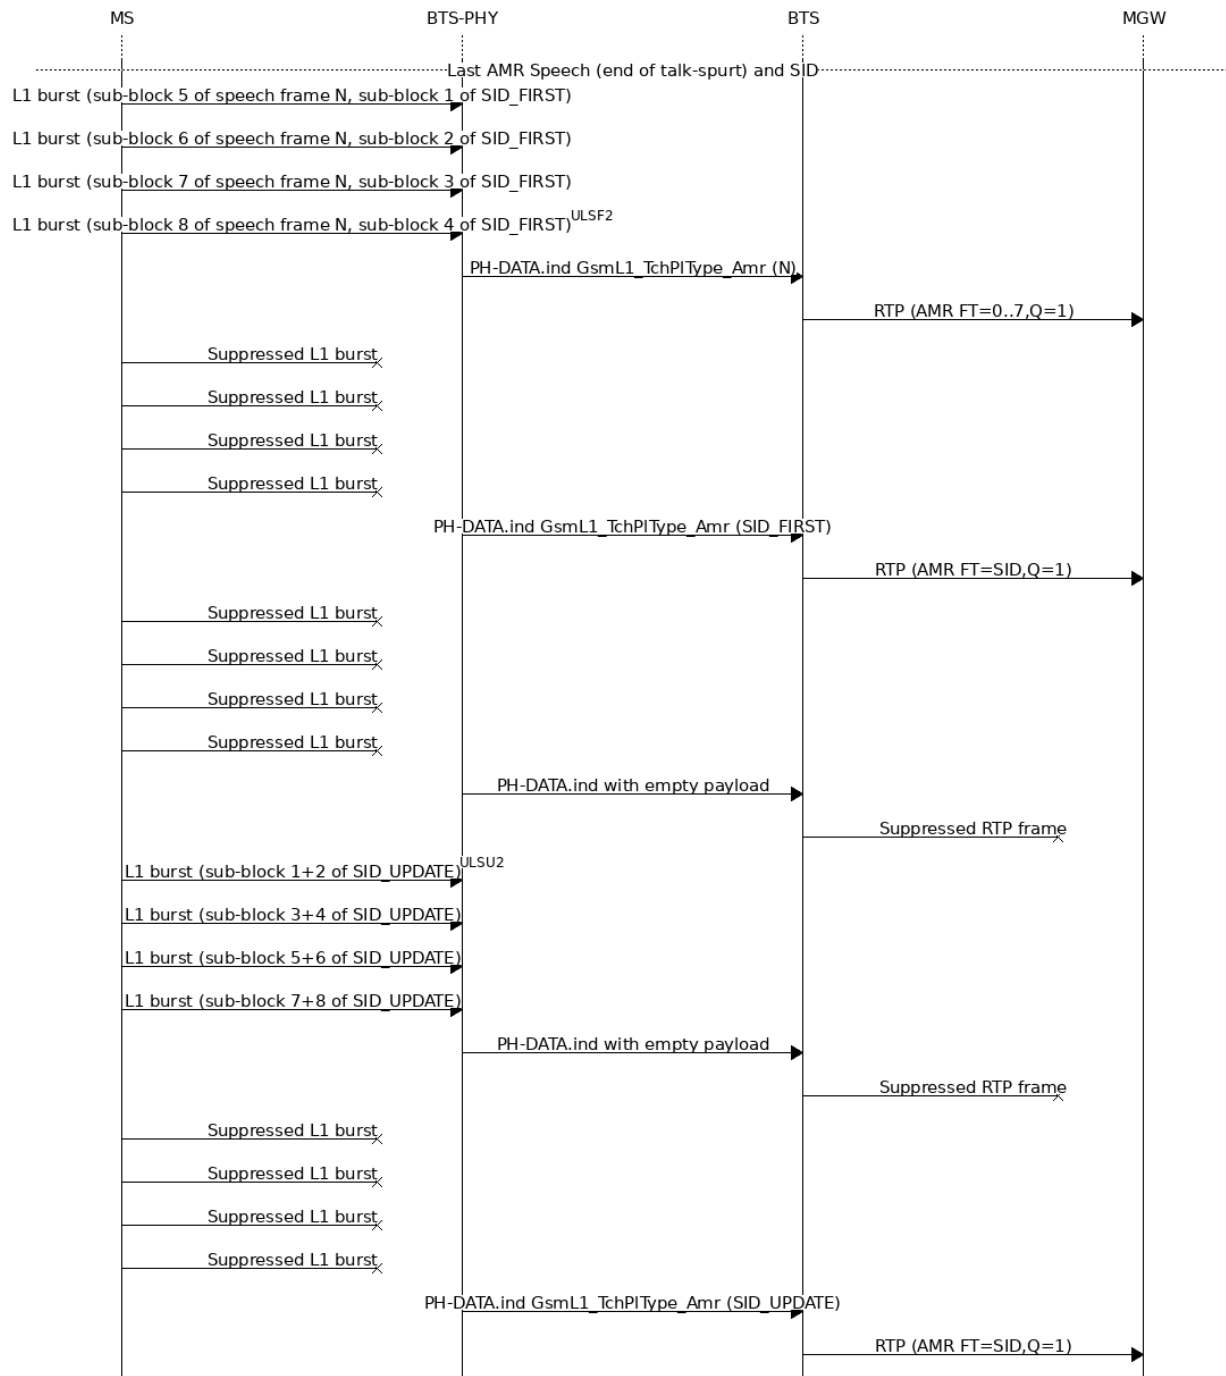 MS BTS-PHY BTS MGW
Last AMR Speech (end of talk-spurt) and SID
L1 burst (sub-block 5 of speech frame N, sub-block 1 of SID_FIRST)
L1 burst (sub-block 6 of speech frame N, sub-block 2 of SID_FIRST)
L1 burst (sub-block 7 of speech frame N, sub-block 3 of SID_FIRST)
L1 burst (sub-block 8 of speech frame N, sub-block 4 of SID_FIRST) ULSF2
PH-DATA.ind GsmL1_TchPlType_Amr (N)
RTP (AMR FT=0..7,Q=1)
Suppressed L1 burst
Suppressed L1 burst
Suppressed L1 burst
Suppressed L1 burst
PH-DATA.ind GsmL1_TchPlType_Amr (SID_FIRST)
RTP (AMR FT=SID,Q=1)
Suppressed L1 burst
Suppressed L1 burst
Suppressed L1 burst
Suppressed L1 burst
PH-DATA.ind with empty payload
Suppressed RTP frame
L1 burst (sub-block 1+2 of SID_UPDATE) ULSU2
L1 burst (sub-block 3+4 of SID_UPDATE)
L1 burst (sub-block 5+6 of SID_UPDATE)
L1 burst (sub-block 7+8 of SID_UPDATE)
PH-DATA.ind with empty payload
Suppressed RTP frame
Suppressed L1 burst
Suppressed L1 burst
Suppressed L1 burst
Suppressed L1 burst
PH-DATA.ind GsmL1_TchPlType_Amr (SID_UPDATE)
RTP (AMR FT=SID,Q=1)